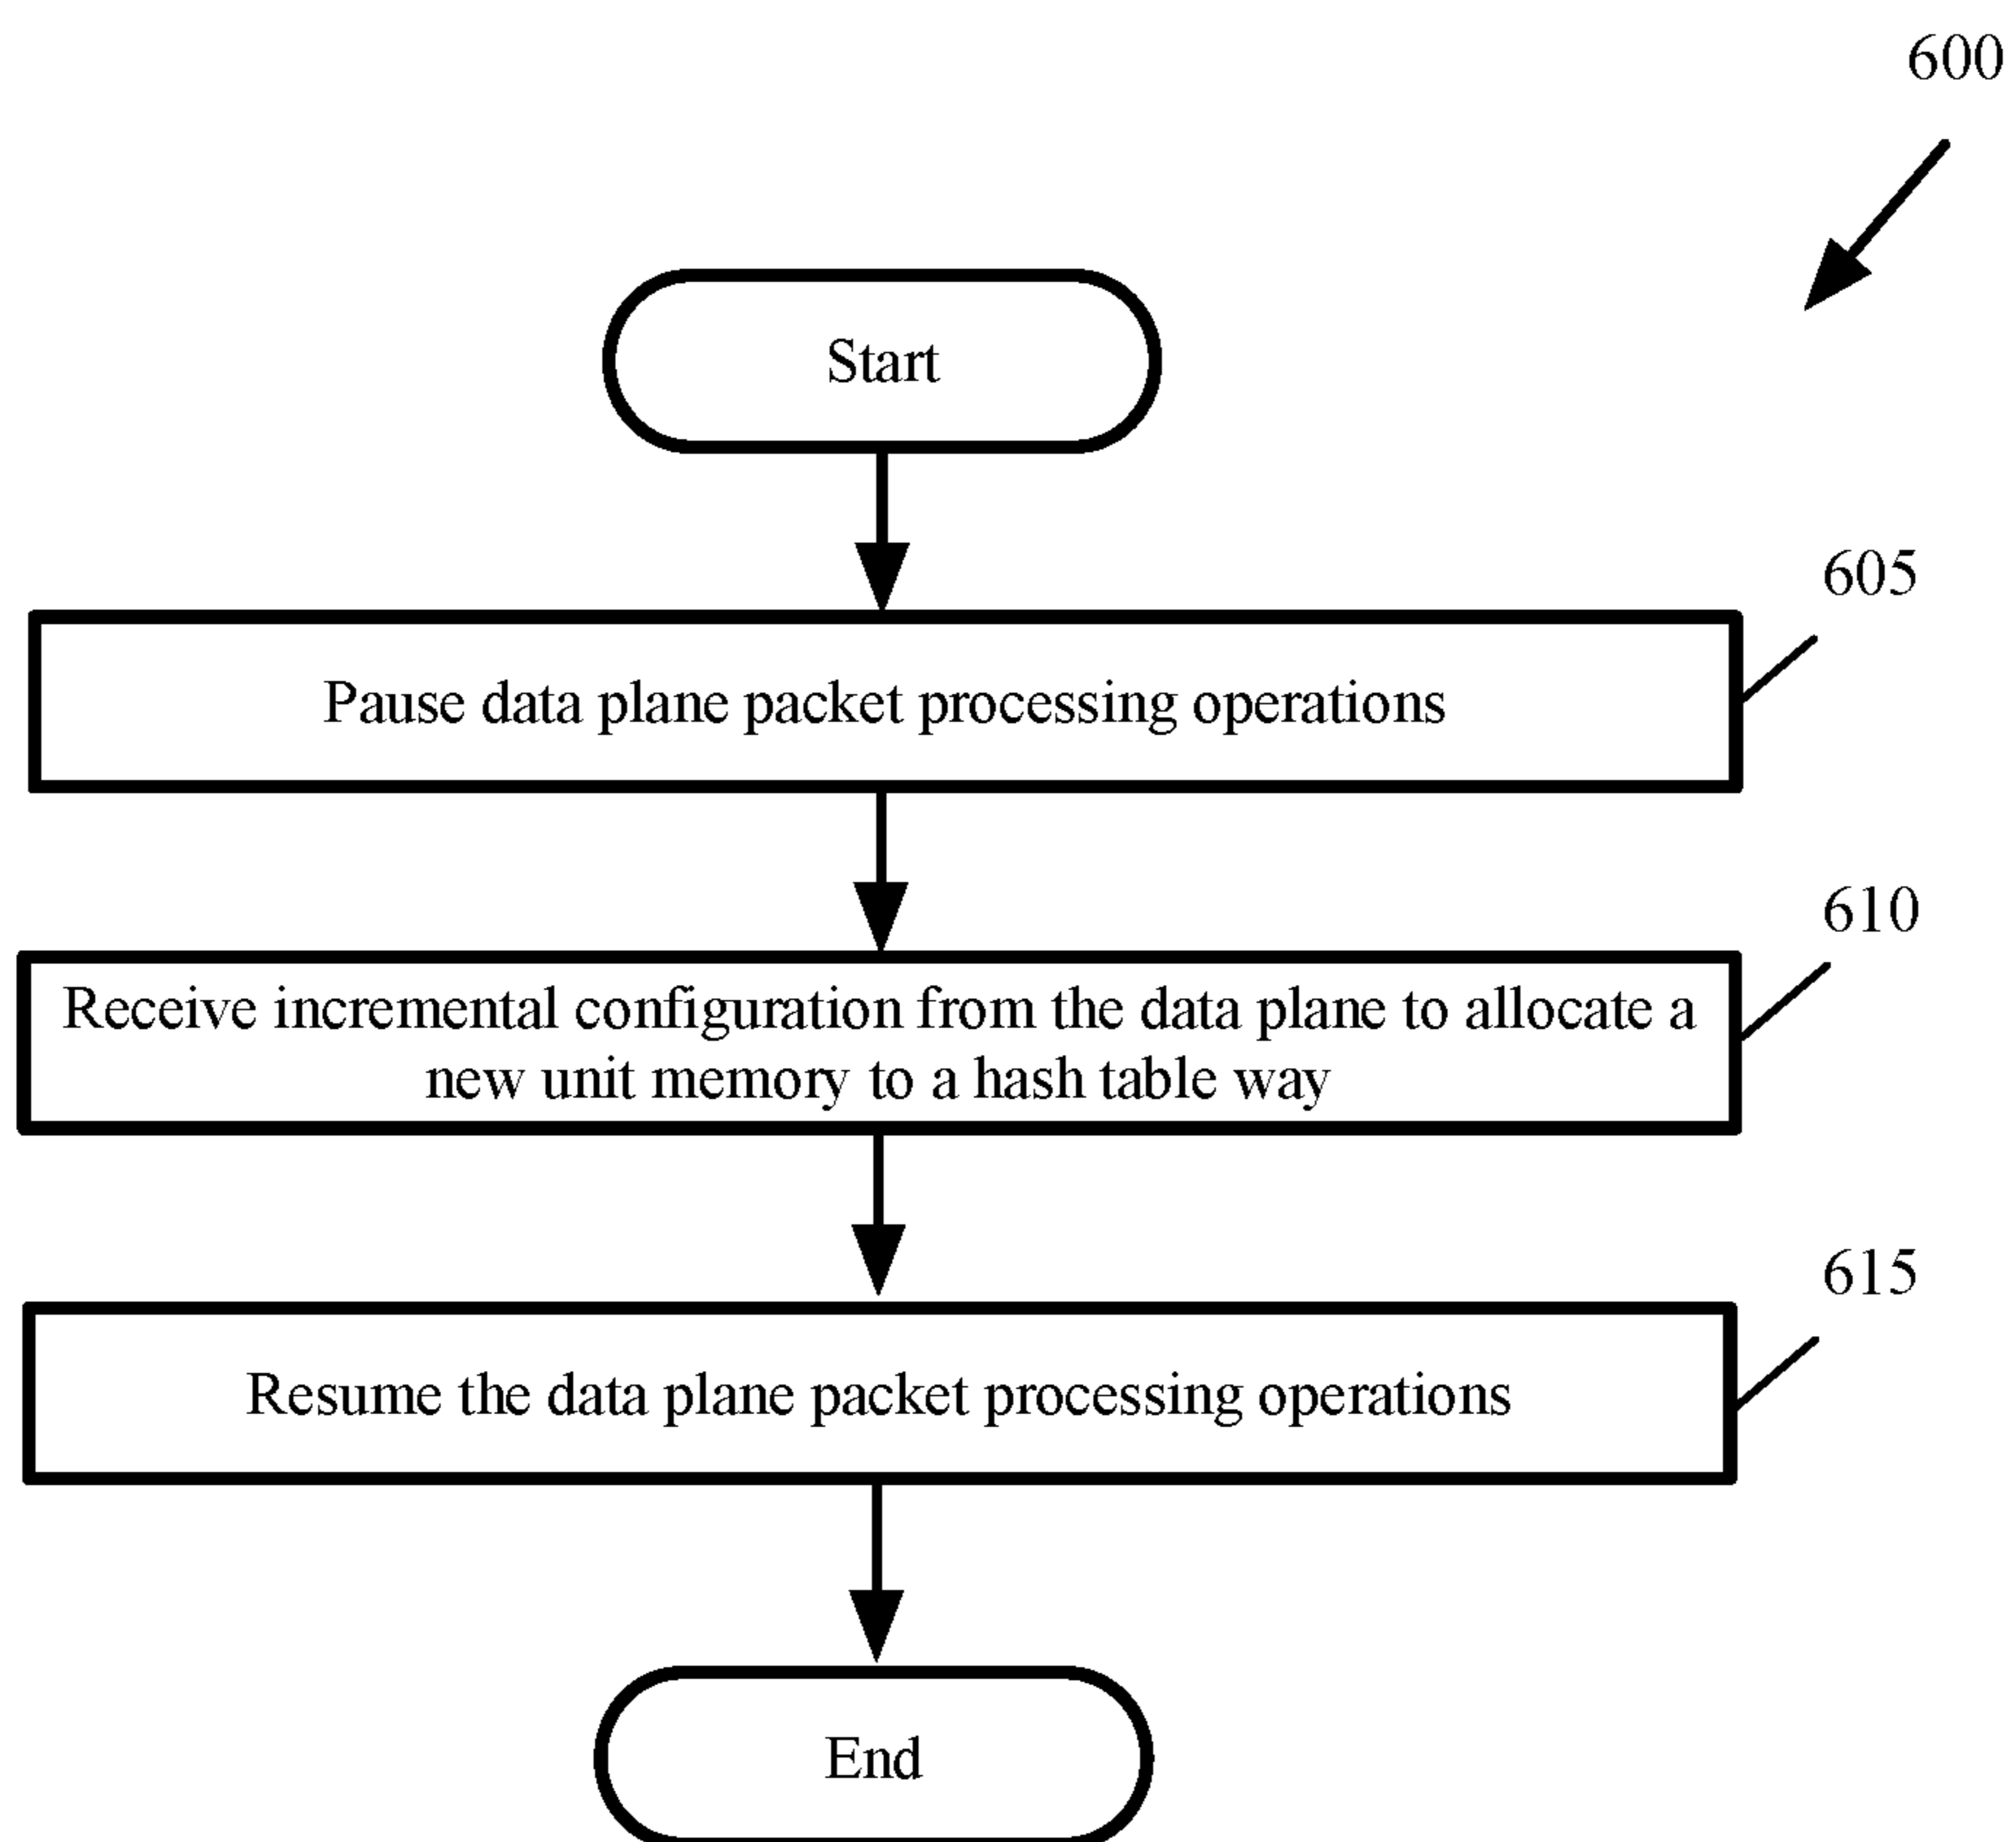 600
Start
605
Pause data plane packet processing operations
610
Receive incremental configuration from the data plane to allocate a
new unit memory to a hash table way
615
Resume the data plane packet processing operations
End